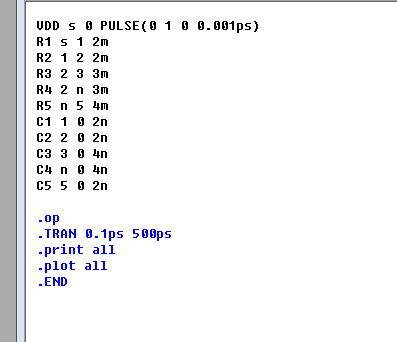 VDD s 0 PULSE(0 1 0 0.001ps)
R1 s 1 2m
R2 1 2 2m
R3 2 3 3m
R4 2 n 3m
R5 n 5 4m
C1 1 0 2n
C2 2 0 2n
C3 3 0 4n
C4 n 0 4n
C5 5 0 2n
.op
.TRAN 0.1ps 500ps
.print all
.plot all
.END